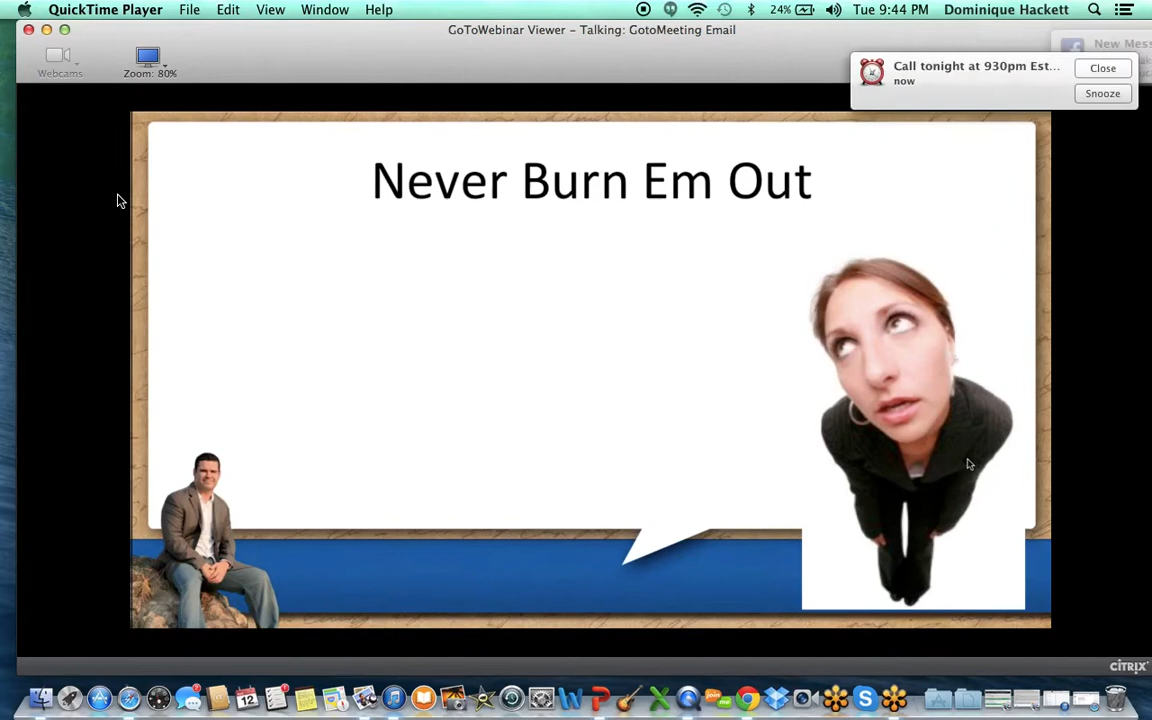 QuickTime Player File Edit View Window Help 24% Tue 9:44 PM Dominique Hackett
GoToWebinar Viewer - Talking: GotoMeeting Email
Webcams
Zoom: 80%
New Mess
Call tonight at 930pm Est...
now
Close
Snooze
Never Burn Em Out
CITRIX